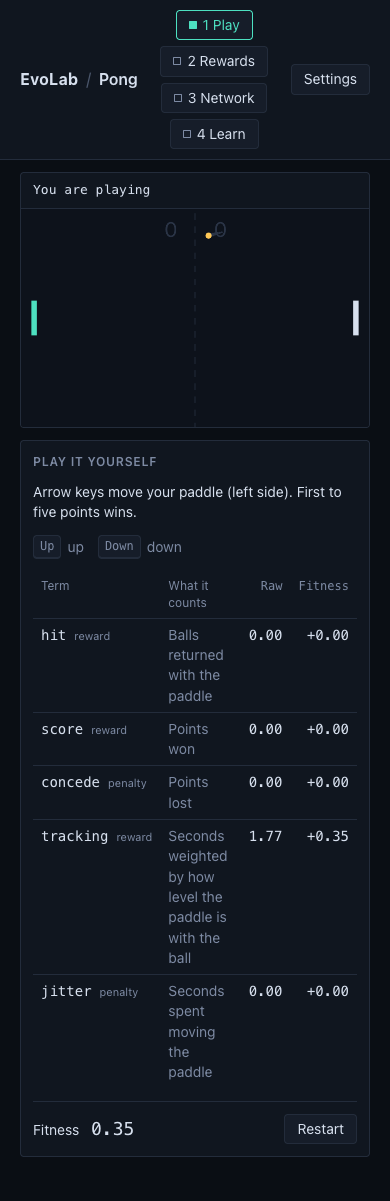 EvoLab / Pong
1 Play
2 Rewards
3 Network
4 Learn
Settings
You are playing
0 0
PLAY IT YOURSELF
Arrow keys move your paddle (left side). First to
five points wins.
Up up Down down
Term What it counts Raw Fitness
hit reward Balls returned with the paddle 0.00 +0.00
score reward Points won 0.00 +0.00
concede penalty Points lost 0.00 +0.00
tracking reward Seconds weighted by how level the paddle is with the ball 1.77 +0.35
jitter penalty Seconds spent moving the paddle 0.00 +0.00
Fitness 0.35
Restart